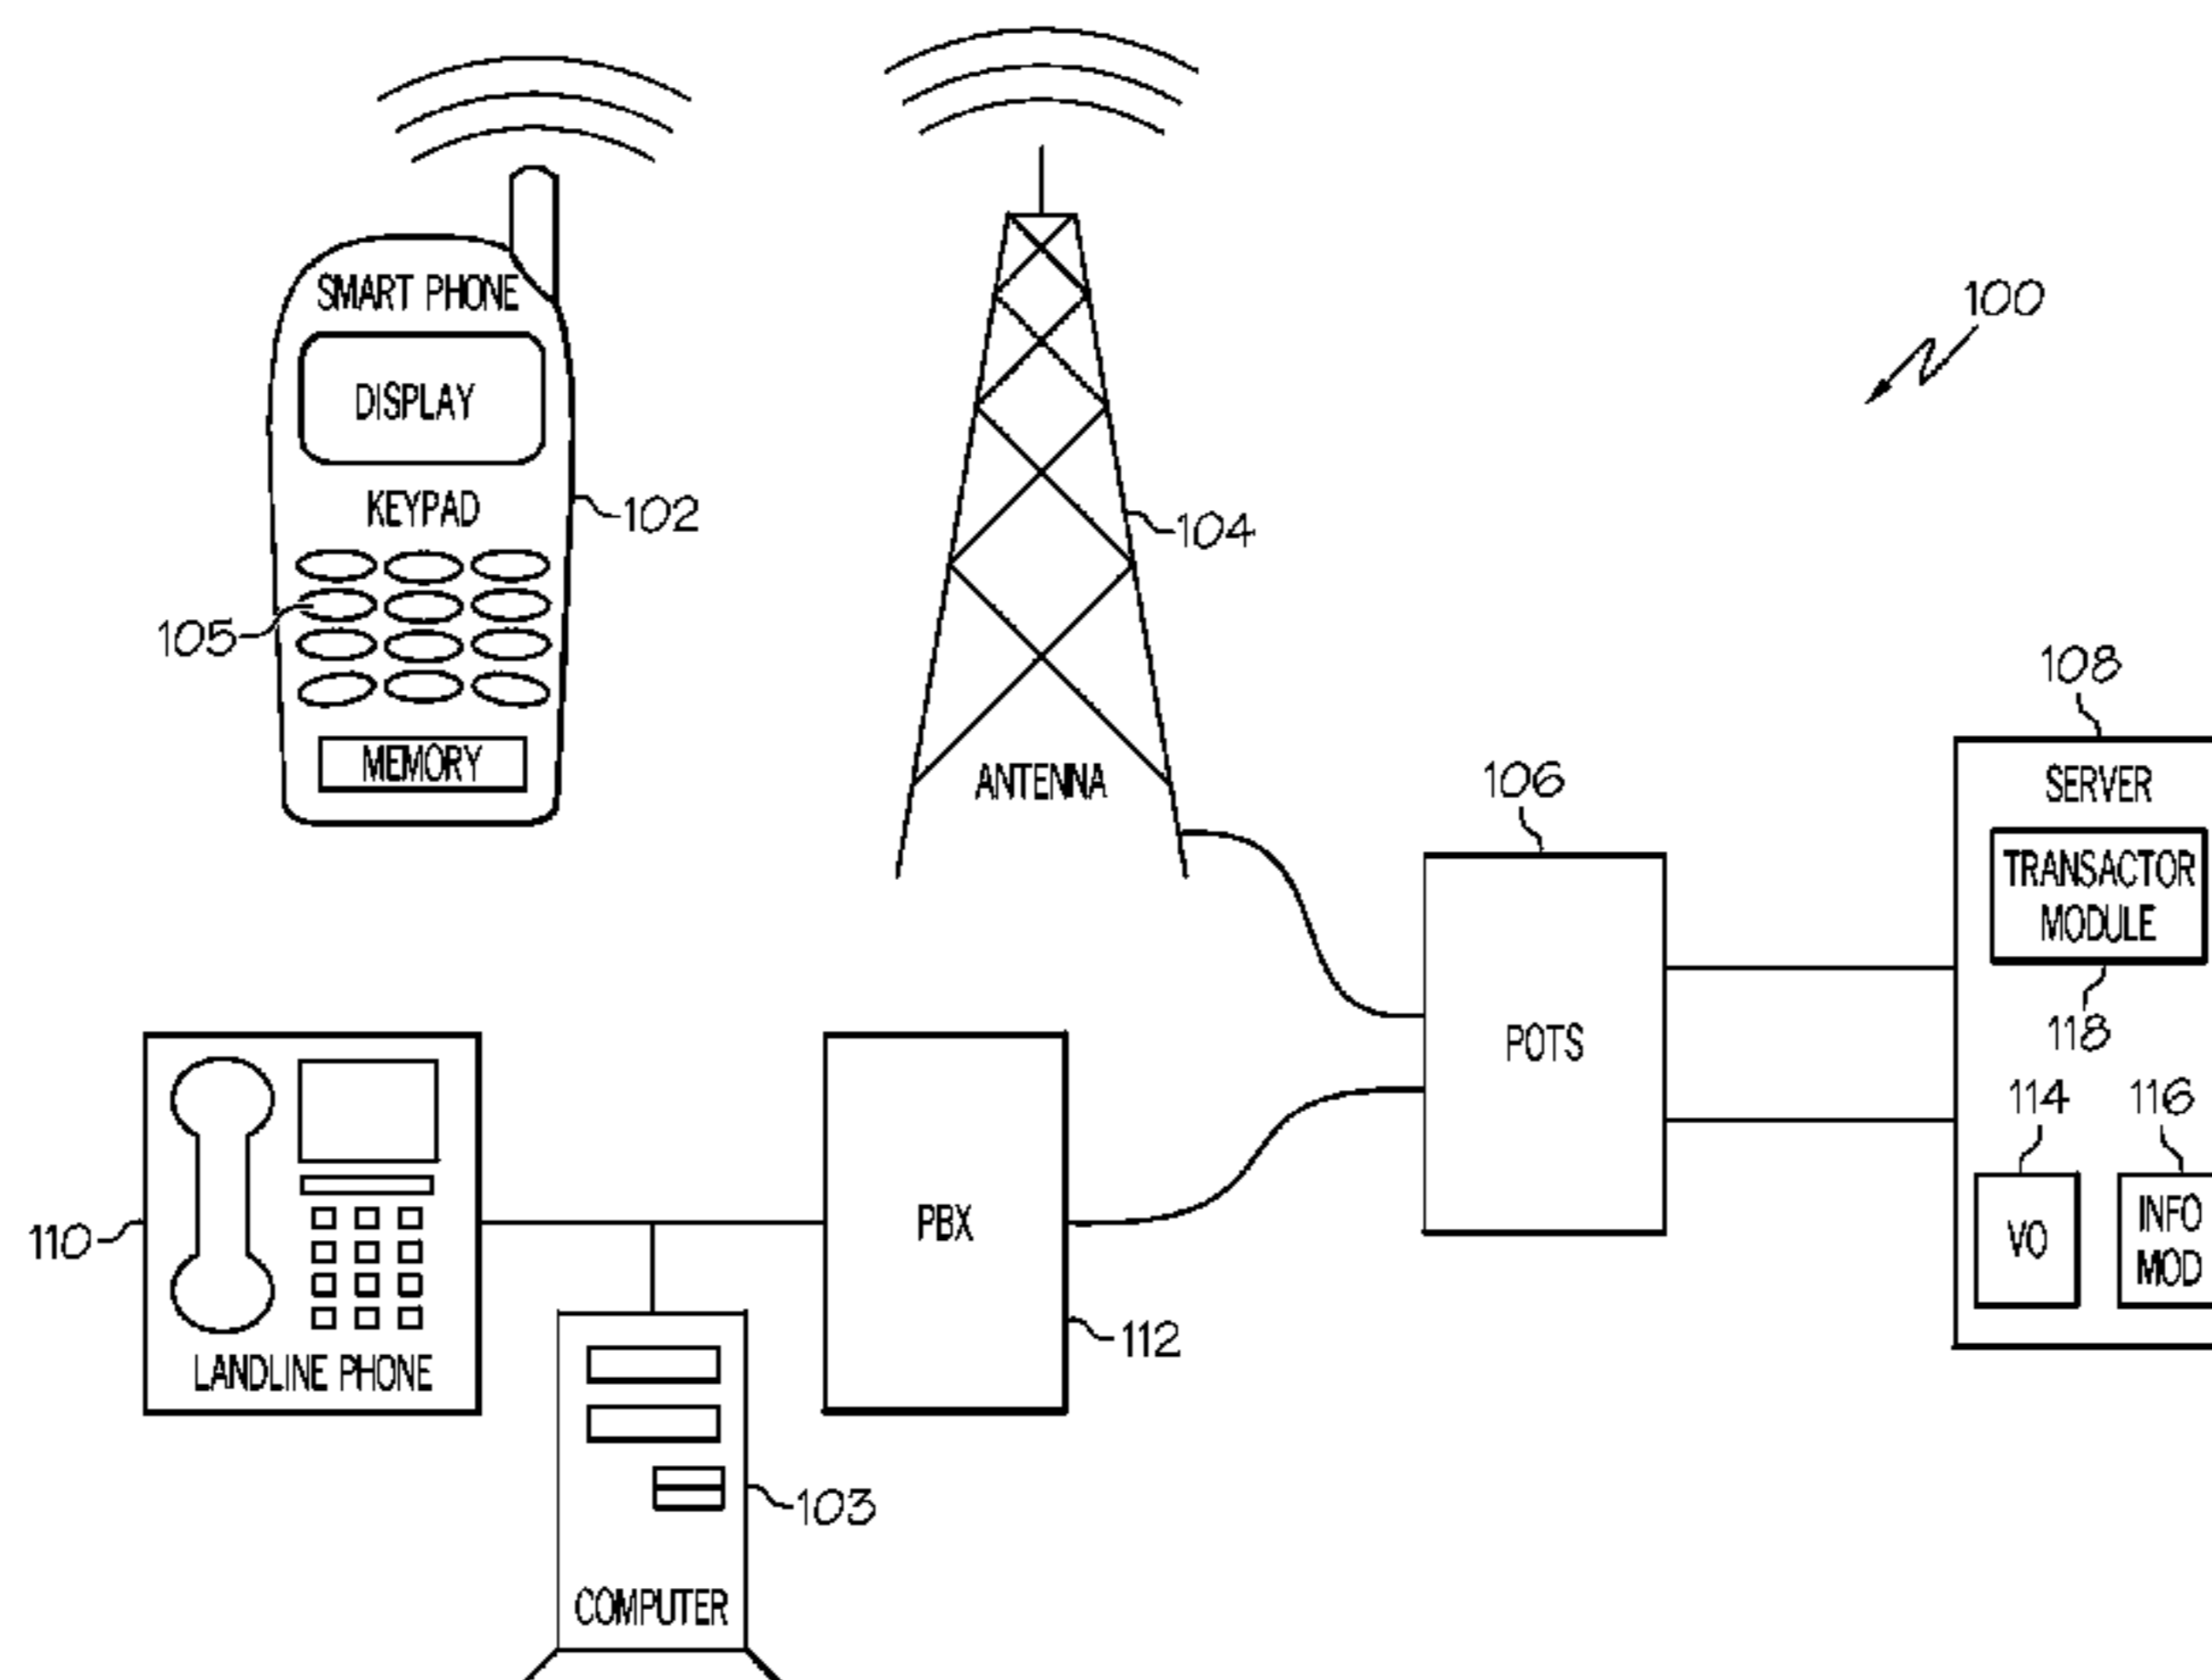 SMART PHONE
DISPLAY
KEYPAD
102
105
MEMORY
104
ANTENNA
100
106
POTS
108
SERVER
TRANSACTOR
MODULE
118
114
116
VO
INFO
MOD
110
LANDLINE PHONE
PBX
112
103
COMPUTER